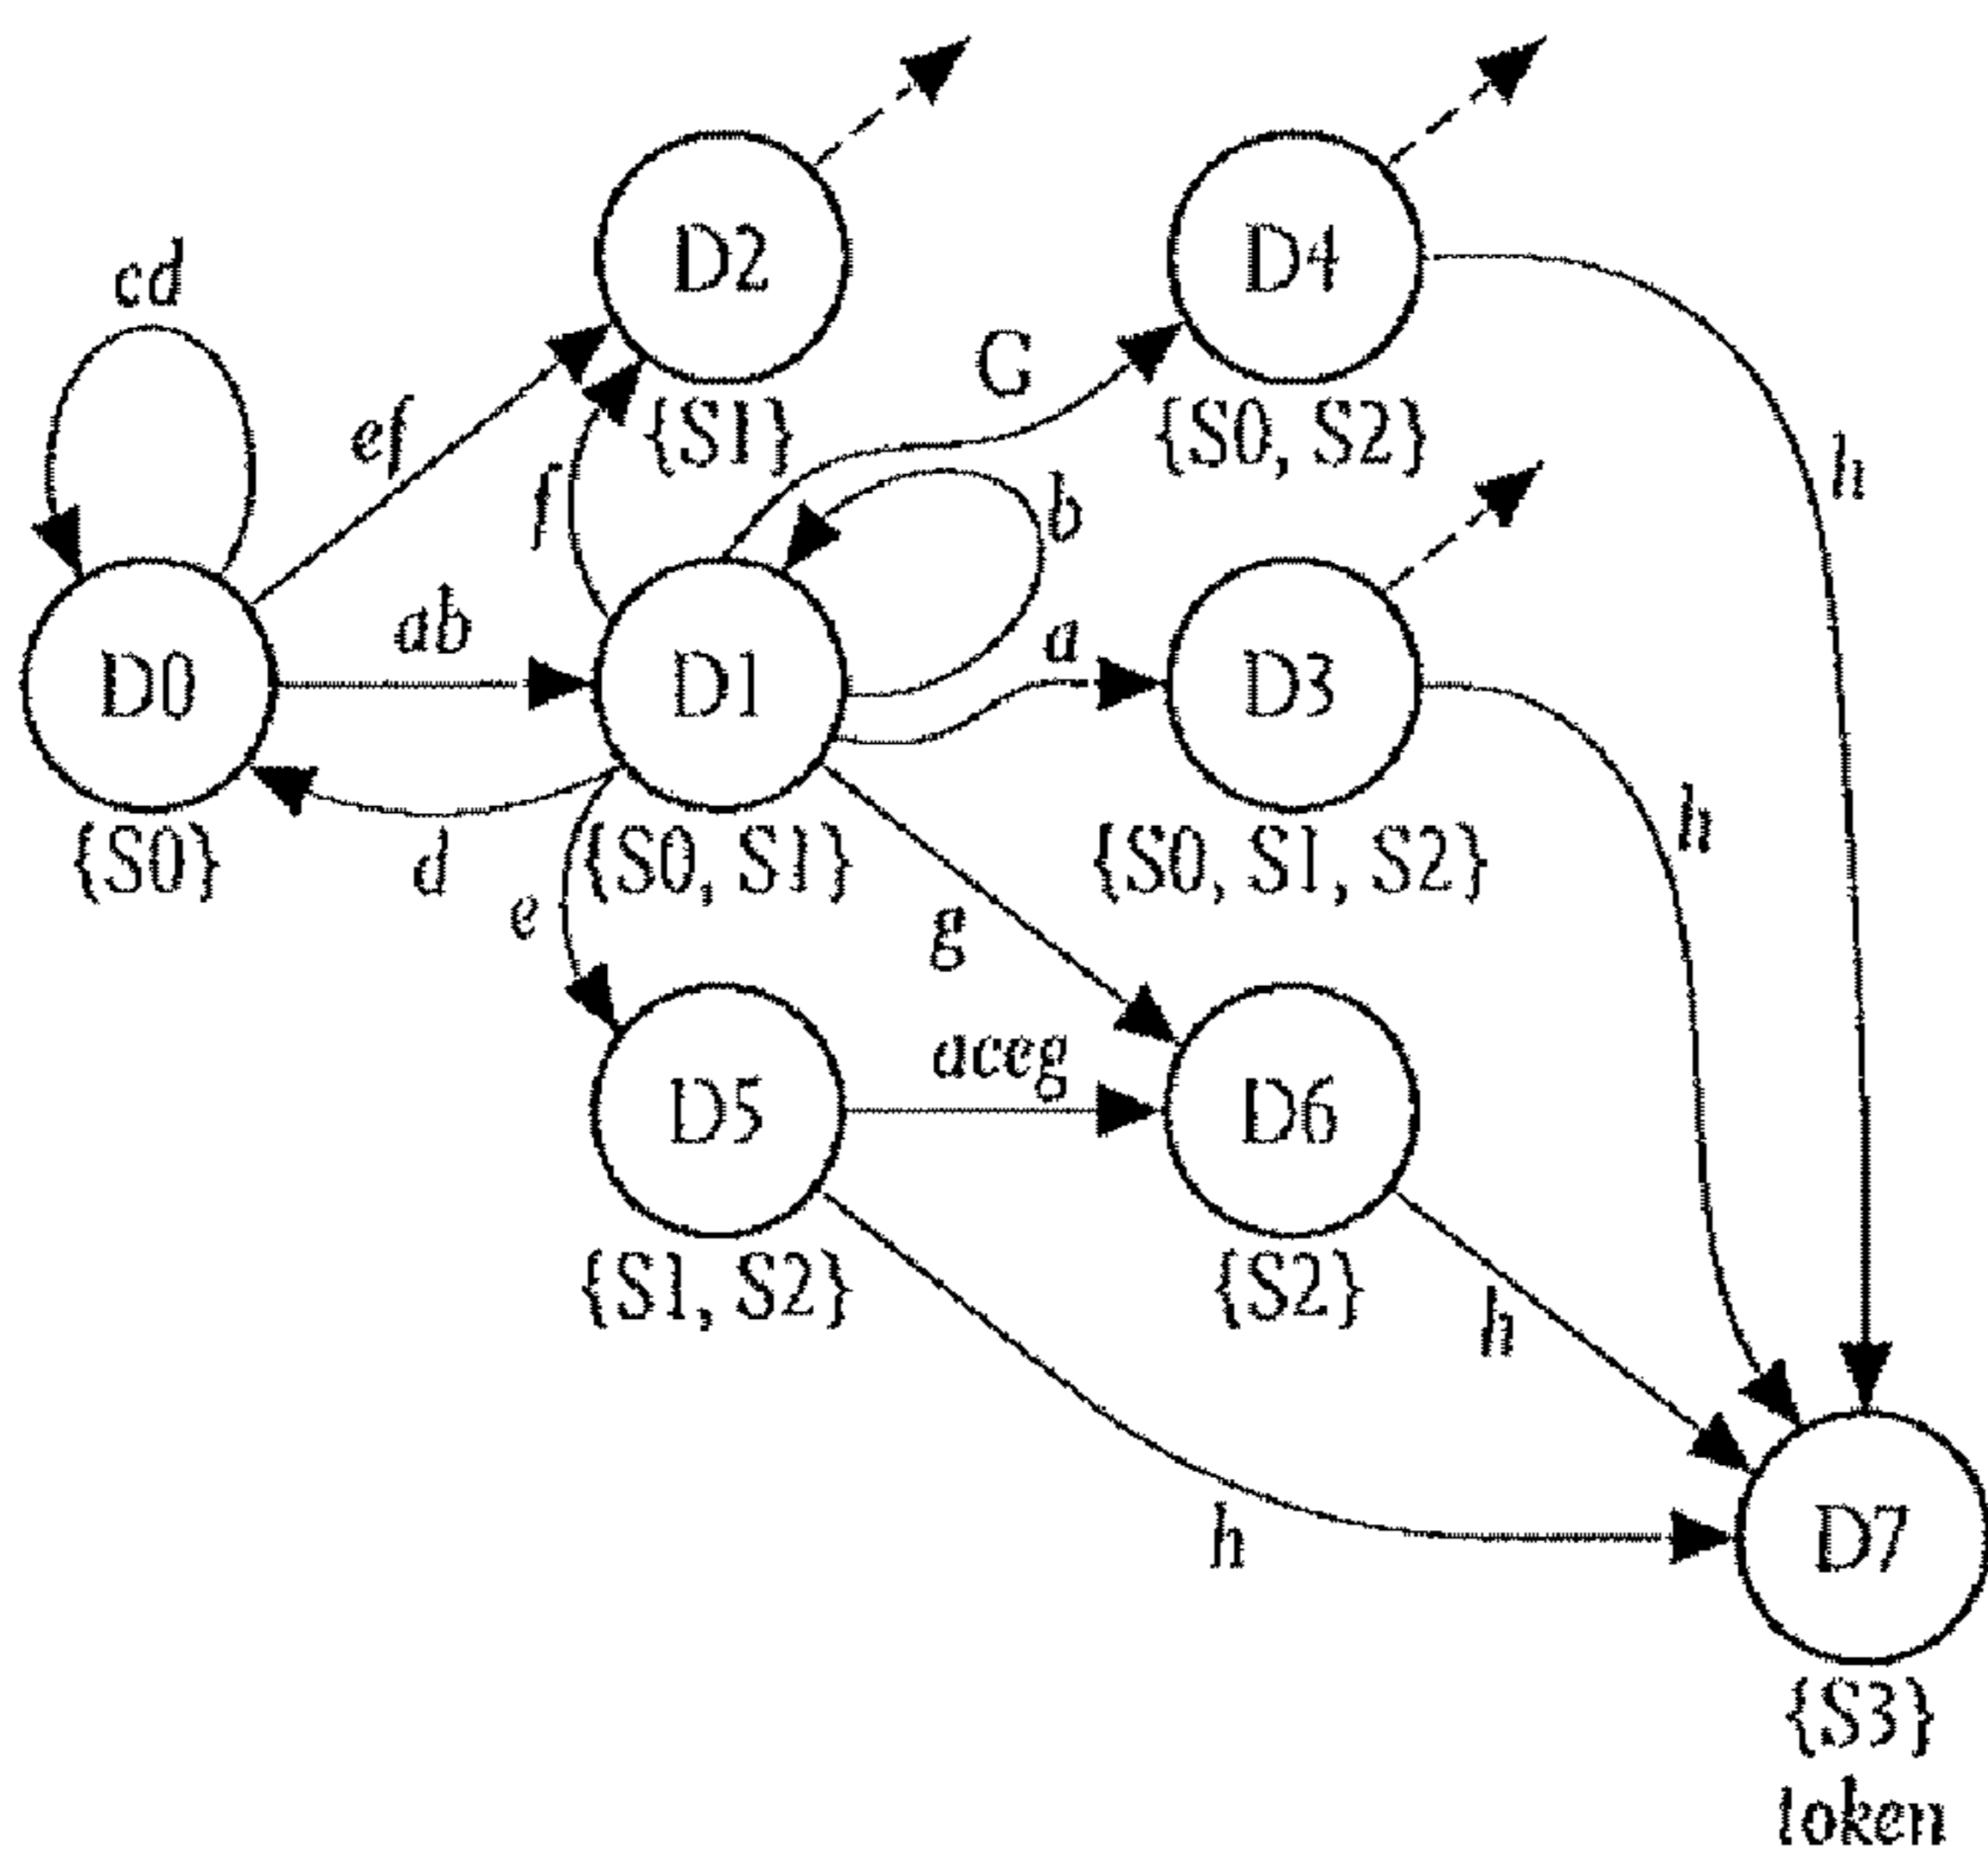 cd
D2
D4
G
ef
{S1}
{S0, S2}
h
f
b
ab
a
D0
D1
D3
h
{S0}
d
{S0, S1}
{S0, S1, S2}
e
g
aceg
D5
D6
{S1, S2}
{S2}
h
h
D7
{S3}
token